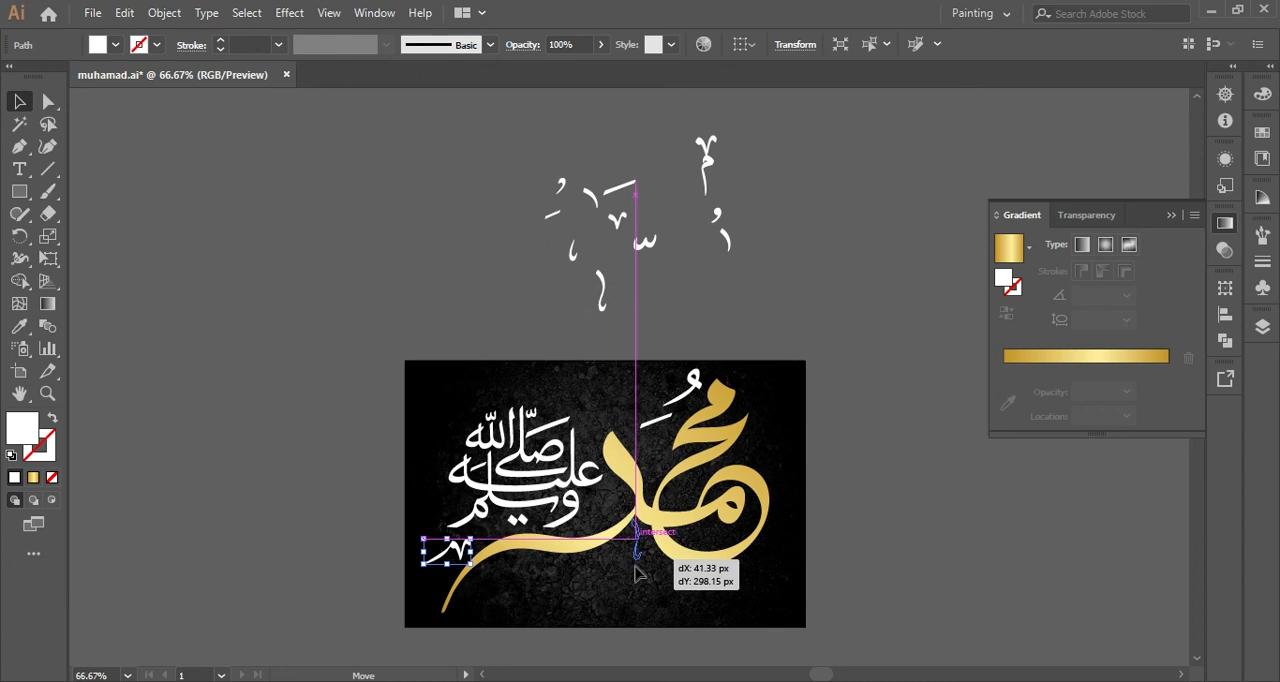 Ai File Edit Object Type Select Effect View Window Help Painting Search Adobe Stock
Path Stroke: Basic Opacity: 100% Style: Transform
muhamad.ai* @ 66.67% (RGB/Preview)
Gradient Transparency
Type:
Stroke:
Opacity:
Location:
محمد
صلى الله
عليه
وسلم
intersect
dX: 41.33 px
dY: 298.15 px
66.67% 1 Move